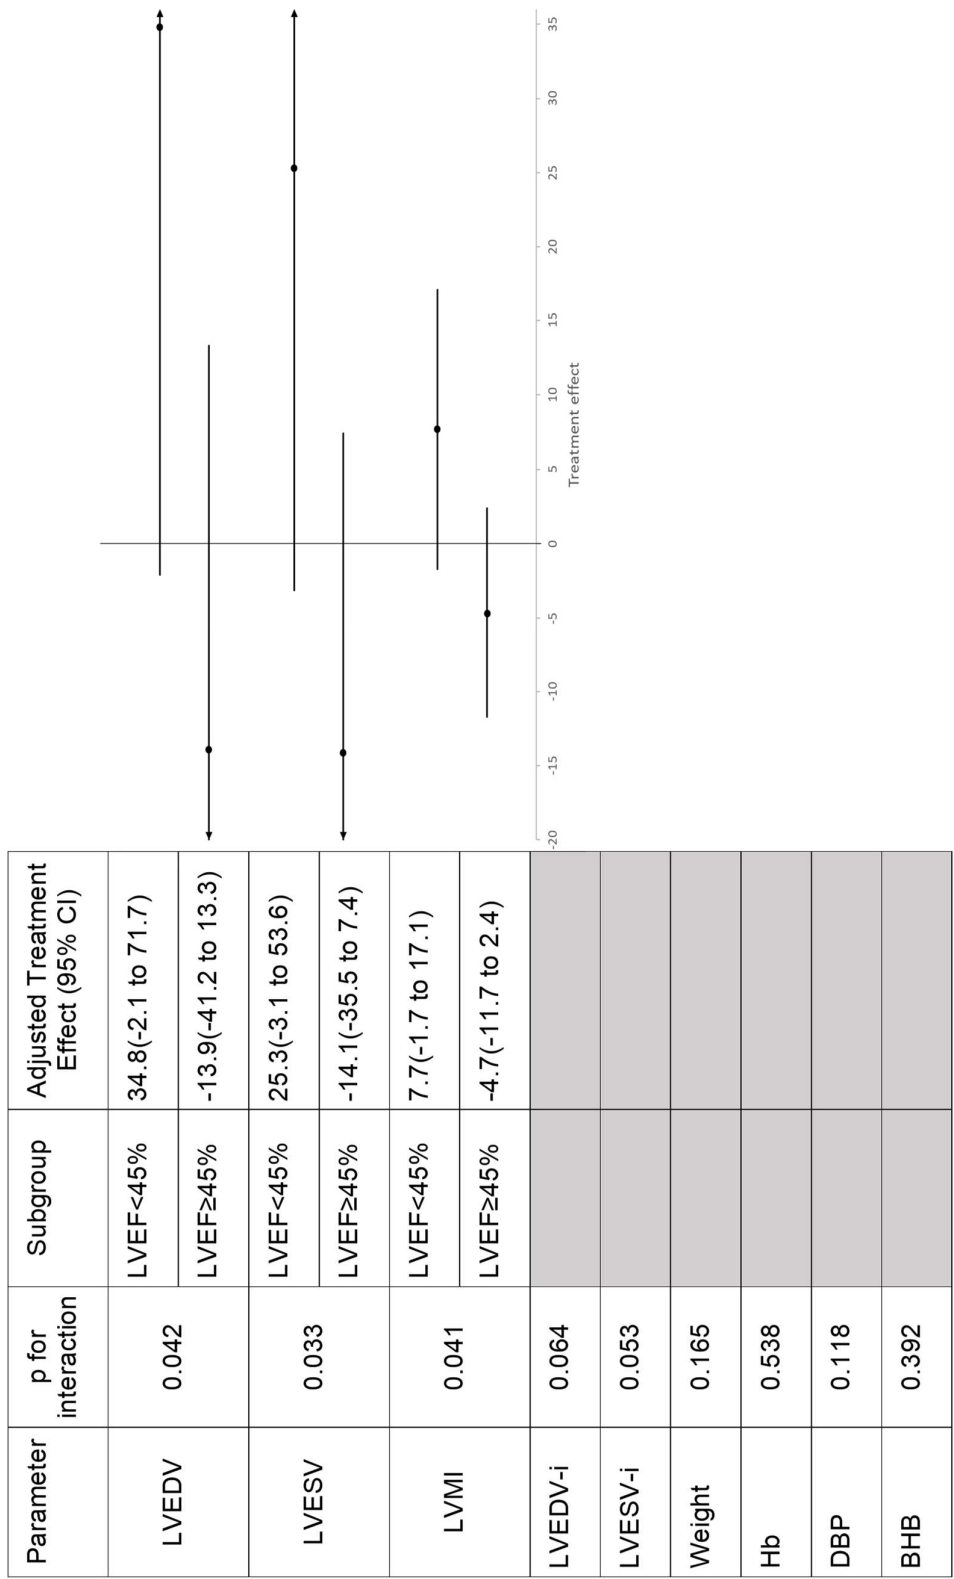 Parameter
p for
interaction
Subgroup
Adjusted Treatment
Effect (95% CI)
LVEDV
0.042
LVEF<45%
34.8(-2.1 to 71.7)
LVEF≥45%
-13.9(-41.2 to 13.3)
LVESV
0.033
LVEF<45%
25.3(-3.1 to 53.6)
LVEF≥45%
-14.1(-35.5 to 7.4)
LVMI
0.041
LVEF<45%
7.7(-1.7 to 17.1)
LVEF≥45%
-4.7(-11.7 to 2.4)
LVEDV-i
0.064
LVESV-i
0.053
Weight
0.165
Hb
0.538
DBP
0.118
BHB
0.392
-20 -15 -10 -5 0 5 10 15 20 25 30 35
Treatment effect